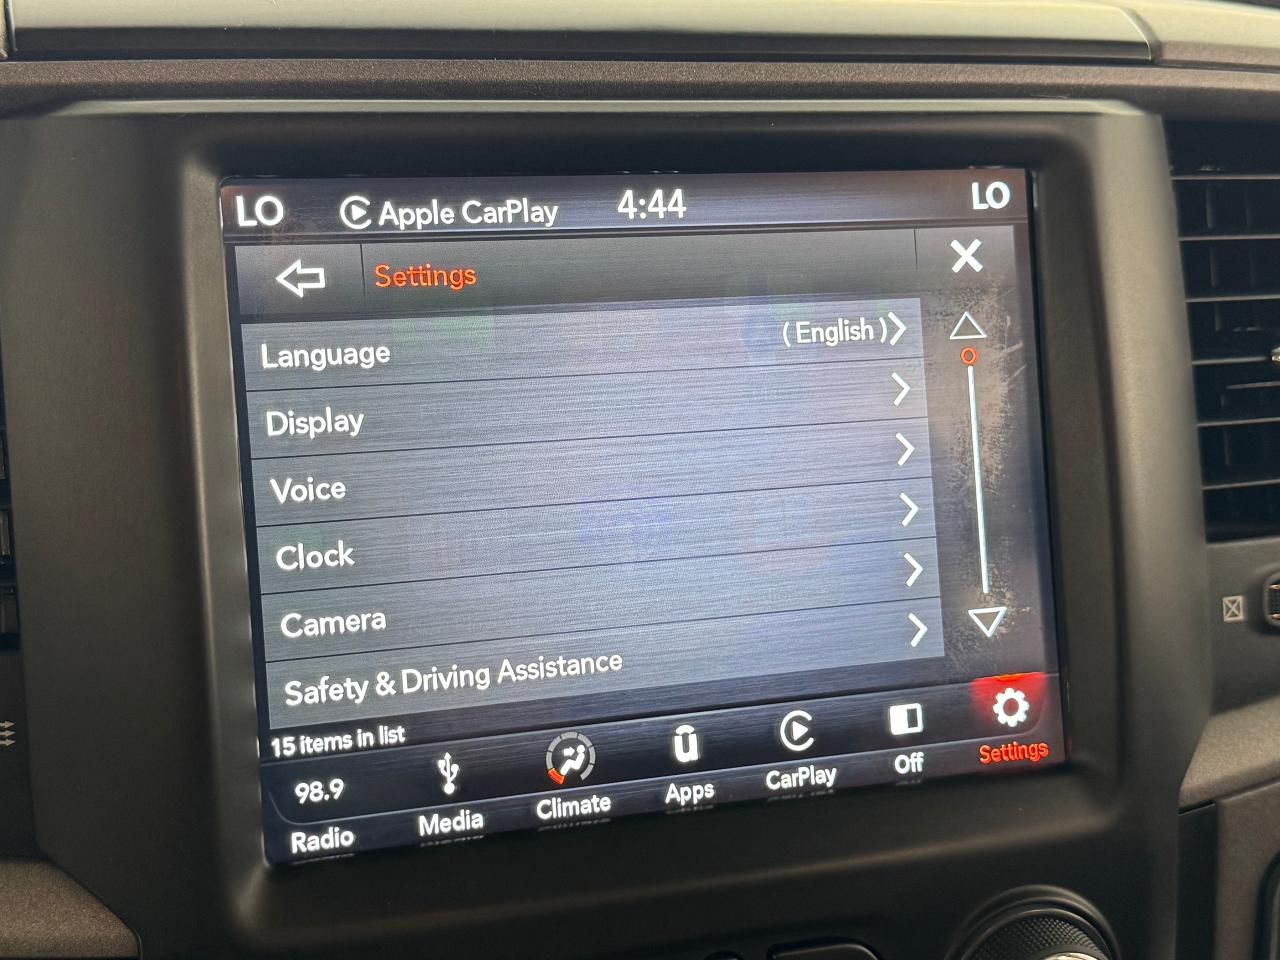 LO Apple CarPlay 4:44 LO
Settings
Language (English)
Display
Voice
Clock
Camera
Safety & Driving Assistance
15 items in list
98.9
Radio Media Climate Apps CarPlay Off Settings